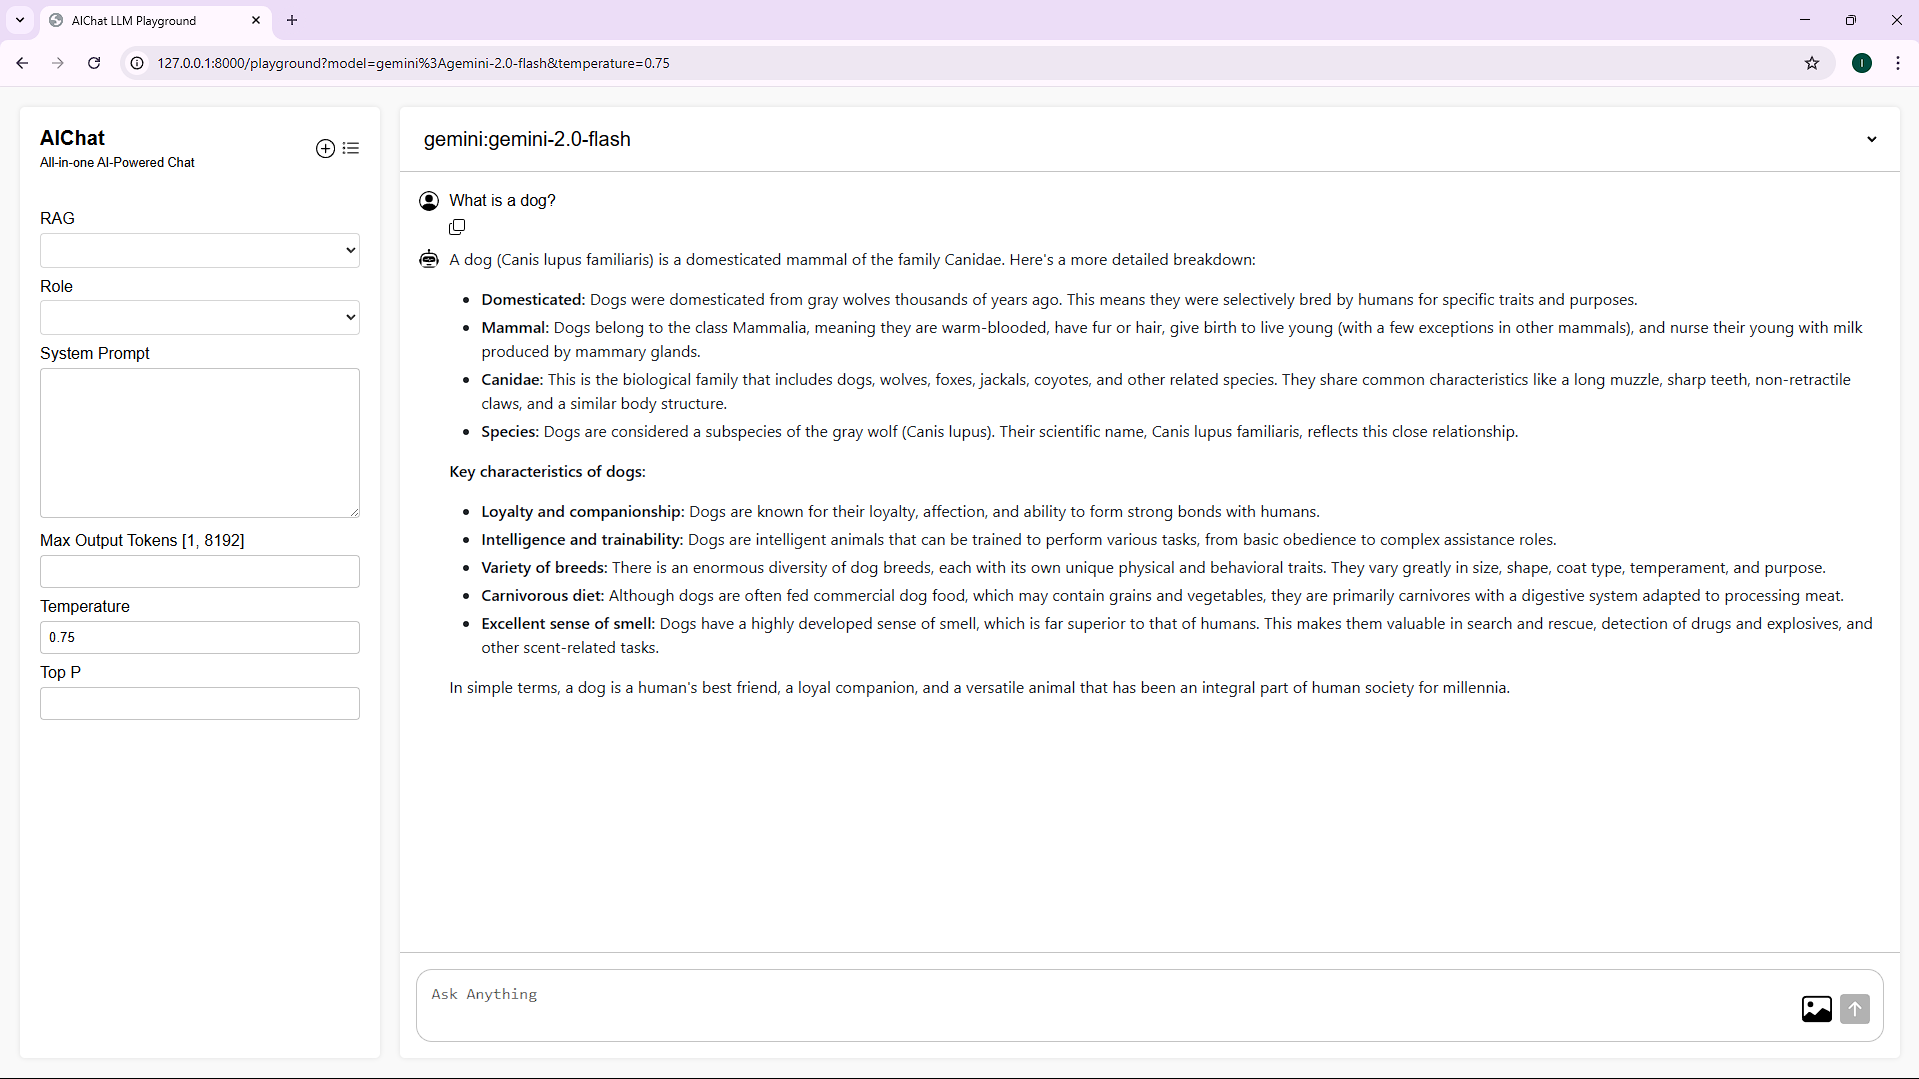 AIChat LLM Playground
127.0.0.1:8000/playground?model=gemini%3Agemini-2.0-flash&temperature=0.75
I
AIChat
All-in-one AI-Powered Chat
RAG
Role
System Prompt
Max Output Tokens [1, 8192]
Temperature
0.75
Top P
gemini:gemini-2.0-flash
What is a dog?
A dog (Canis lupus familiaris) is a domesticated mammal of the family Canidae. Here's a more detailed breakdown:
• Domesticated: Dogs were domesticated from gray wolves thousands of years ago. This means they were selectively bred by humans for specific traits and purposes.
• Mammal: Dogs belong to the class Mammalia, meaning they are warm-blooded, have fur or hair, give birth to live young (with a few exceptions in other mammals), and nurse their young with milk
produced by mammary glands.
• Canidae: This is the biological family that includes dogs, wolves, foxes, jackals, coyotes, and other related species. They share common characteristics like a long muzzle, sharp teeth, non-retractile
claws, and a similar body structure.
• Species: Dogs are considered a subspecies of the gray wolf (Canis lupus). Their scientific name, Canis lupus familiaris, reflects this close relationship.
Key characteristics of dogs:
• Loyalty and companionship: Dogs are known for their loyalty, affection, and ability to form strong bonds with humans.
• Intelligence and trainability: Dogs are intelligent animals that can be trained to perform various tasks, from basic obedience to complex assistance roles.
• Variety of breeds: There is an enormous diversity of dog breeds, each with its own unique physical and behavioral traits. They vary greatly in size, shape, coat type, temperament, and purpose.
• Carnivorous diet: Although dogs are often fed commercial dog food, which may contain grains and vegetables, they are primarily carnivores with a digestive system adapted to processing meat.
• Excellent sense of smell: Dogs have a highly developed sense of smell, which is far superior to that of humans. This makes them valuable in search and rescue, detection of drugs and explosives, and
other scent-related tasks.
In simple terms, a dog is a human's best friend, a loyal companion, and a versatile animal that has been an integral part of human society for millennia.
Ask Anything